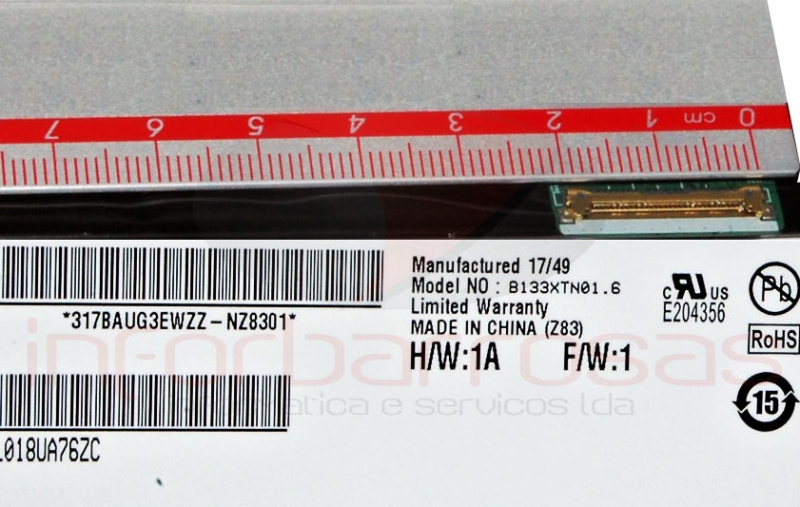 7 6 5 4 3 2 1 cm 0
Manufactured 17/49
Model NO : B133XTN01.6
Limited Warranty
MADE IN CHINA (Z83)
H/W:1A F/W:1
*317BAUG3EWZZ-NZ8301*
018UA76ZC
c RU US
E204356
Pb
RoHS
15
inforbarrosas
informatica e servicos lda